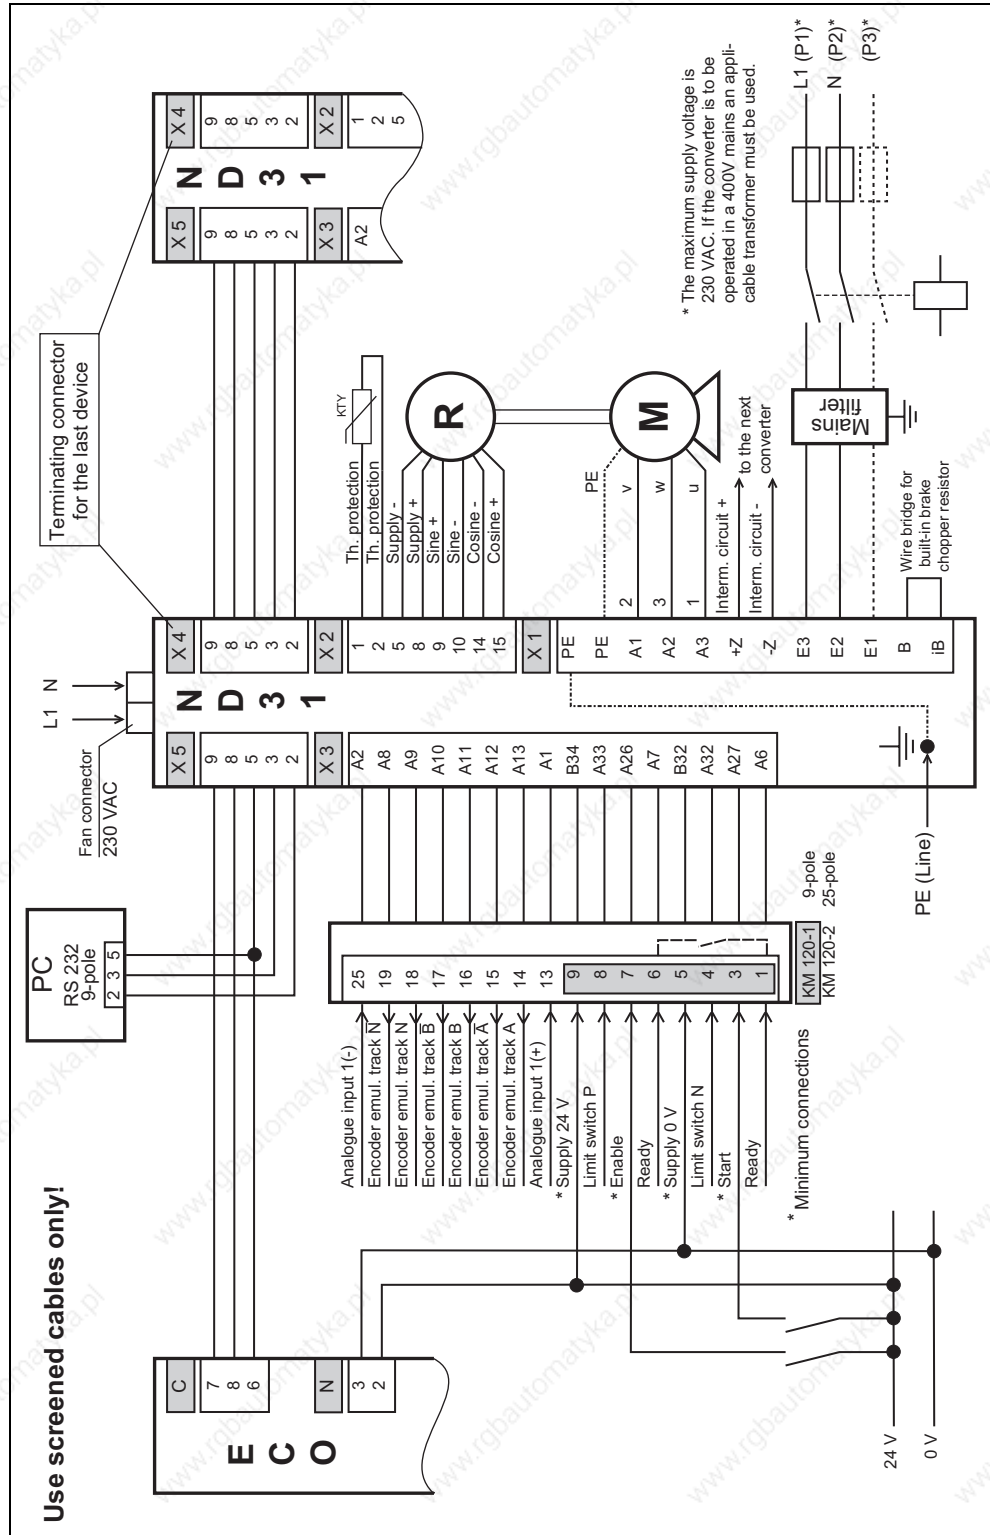 Use screened cables only!
Terminating connector
for the last device
Fan connector
230 VAC
L1 N
PC
RS 232
9-pole
2 3 5
ECO
C
7
8
6
N
3
2
ND31
X 5
9
8
5
3
2
X 4
9
8
5
3
2
X 3
A2
A8
A9
A10
A11
A12
A13
A1
B34
A33
A26
A7
B32
A32
A27
A6
X 2
1
2
5
8
9
10
14
15
X 1
PE
PE
A1
A2
A3
+Z
-Z
E3
E2
E1
B
iB
ND31
X 5
9
8
5
3
2
X 4
9
8
5
3
2
X 3
A2
X 2
1
2
5
Th. protection
Th. protection
Supply -
Supply +
Sine +
Sine -
Cosine -
Cosine +
KTY
R
M
PE
2 v
3 w
1 u
Interm. circuit +
Interm. circuit -
to the next
converter
Mains
filter
Wire bridge for
built-in brake
chopper resistor
L1 (P1)*
N (P2)*
(P3)*
* The maximum supply voltage is
230 VAC. If the converter is to be
operated in a 400V mains an appli-
cable transformer must be used.
Analogue input 1(-)
Encoder emul. track N̅
Encoder emul. track N
Encoder emul. track B̅
Encoder emul. track B
Encoder emul. track A̅
Encoder emul. track A
Analogue input 1(+)
* Supply 24 V
Limit switch P
* Enable
Ready
* Supply 0 V
Limit switch N
* Start
Ready
25
19
18
17
16
15
14
13
9
8
7
6
5
4
3
1
KM 120-1 9-pole
KM 120-2 25-pole
* Minimum connections
PE (Line)
24 V
0 V
www.rgbautomatyka.pl